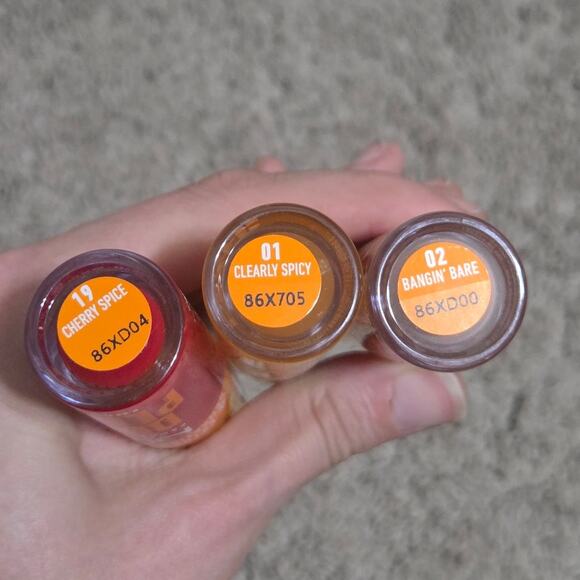 19
CHERRY SPICE
86XD04
01
CLEARLY SPICY
86X705
02
BANGIN' BARE
86XD00